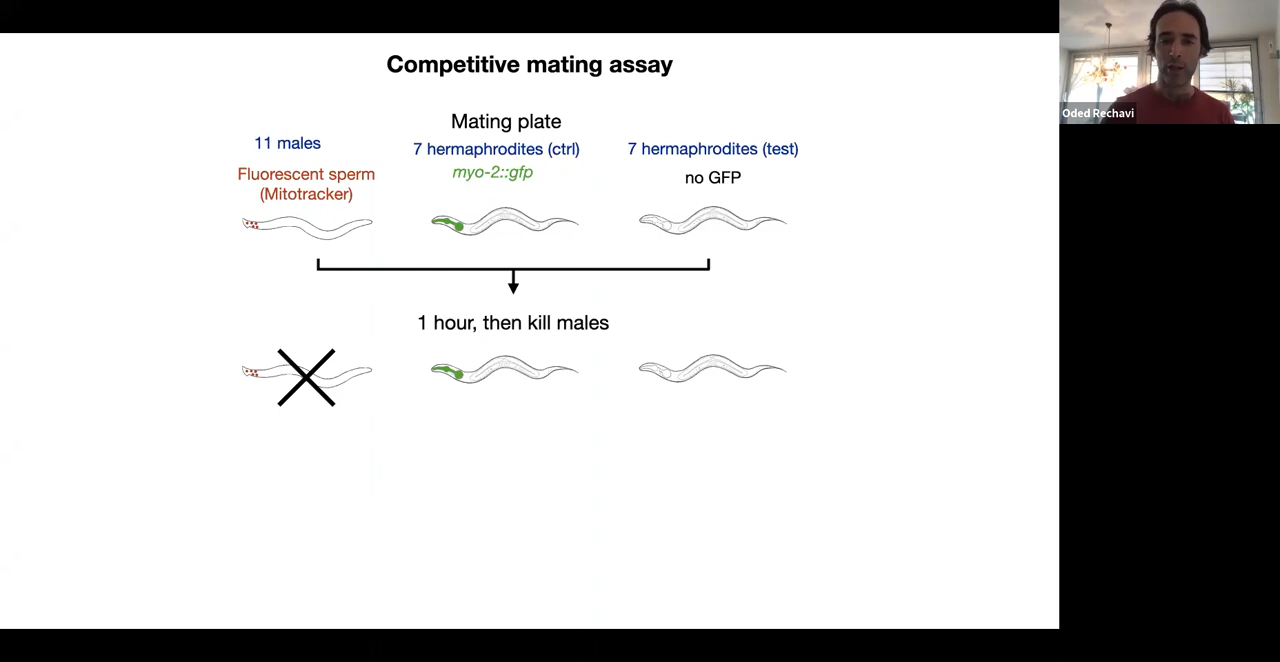 Competitive mating assay
Mating plate
11 males
7 hermaphrodites (ctrl)
7 hermaphrodites (test)
Fluorescent sperm
(Mitotracker)
myo-2::gfp
no GFP
1 hour, then kill males
Oded Rechavi